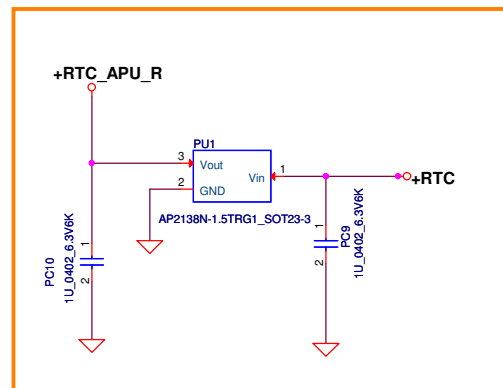 +RTC_APU_R
PU1
3
Vout
2
GND
Vin
1
+RTC
AP2138N-1.5TRG1_SOT23-3
1
2
PC10
1U_0402_6.3V6K
1
2
PC9
1U_0402_6.3V6K